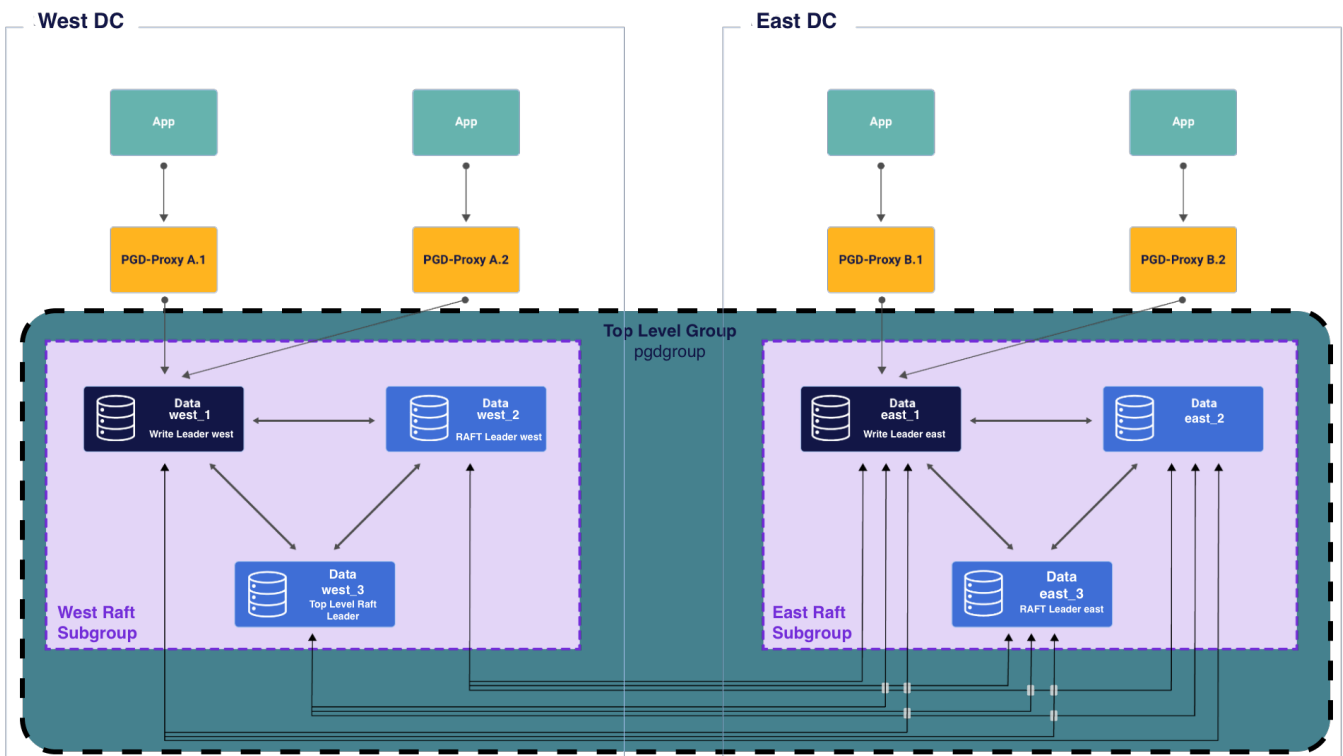 West DC
East DC
App
App
App
App
PGD-Proxy A.1
PGD-Proxy A.2
PGD-Proxy B.1
PGD-Proxy B.2
Top Level Group
pgdgroup
Data
west_1
Write Leader west
Data
west_2
RAFT Leader west
Data
west_3
Top Level Raft
Leader
West Raft
Subgroup
Data
east_1
Write Leader east
Data
east_2
Data
east_3
RAFT Leader east
East Raft
Subgroup